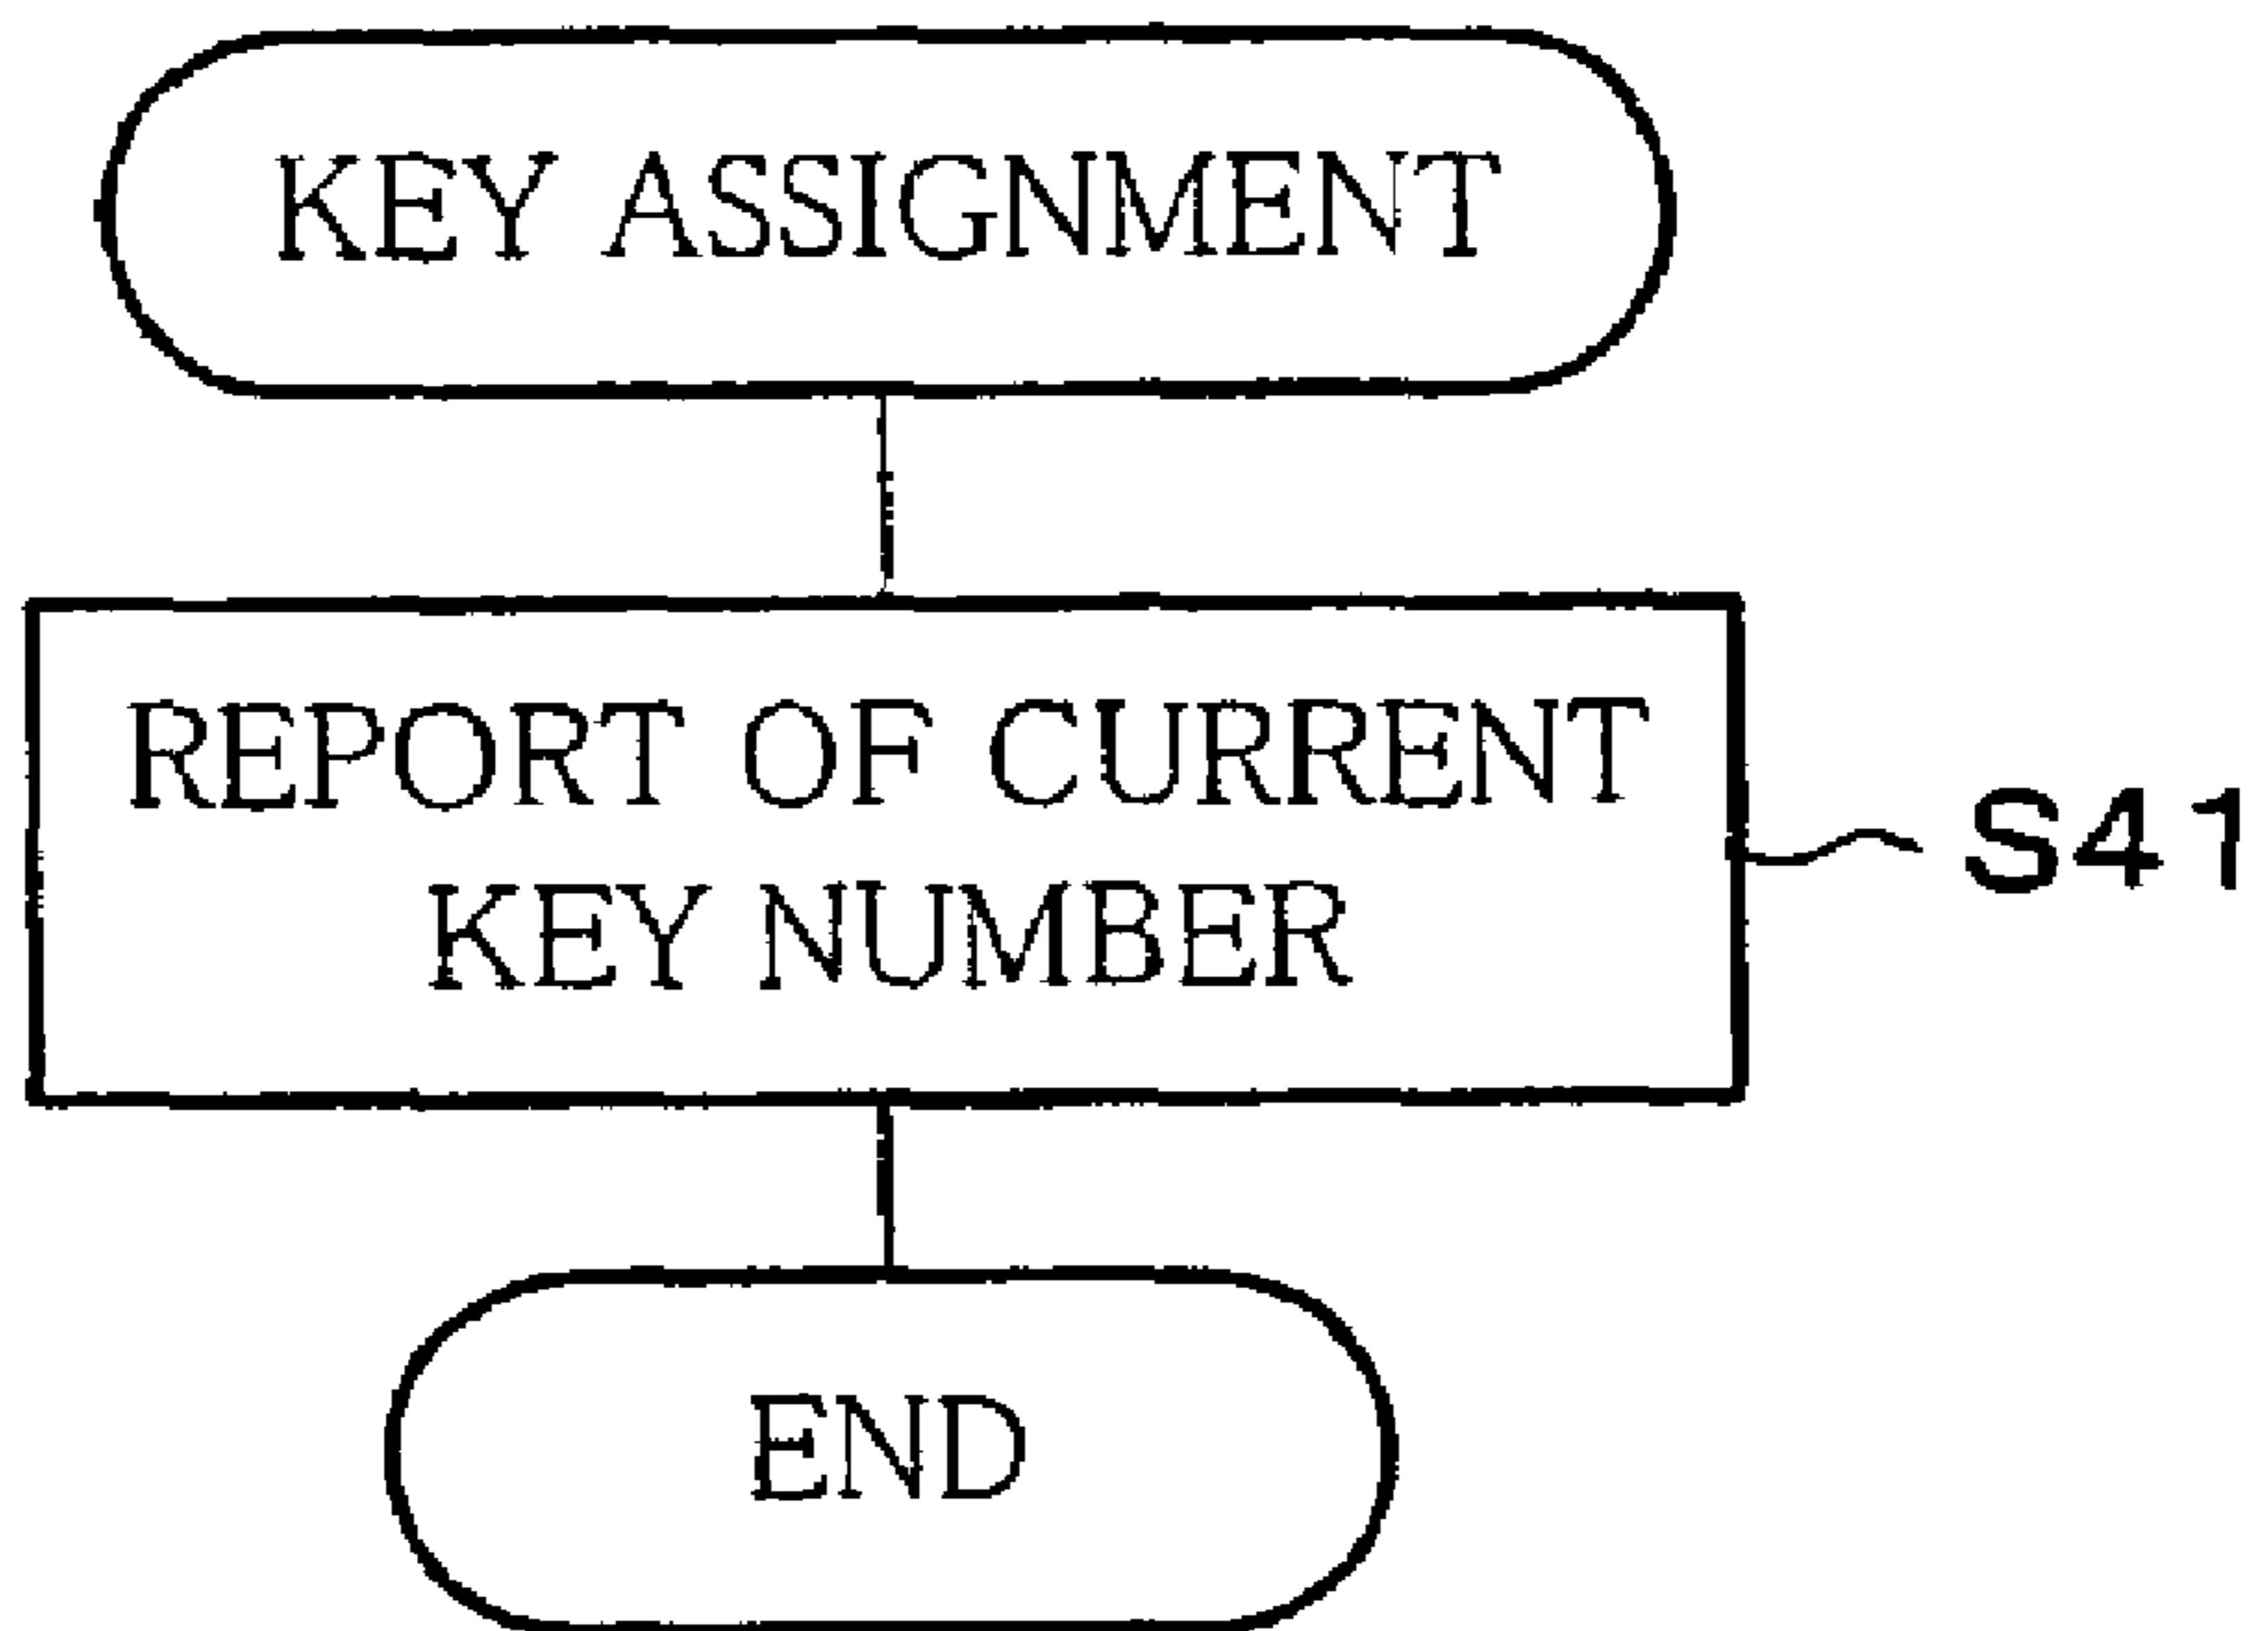 KEY ASSIGNMENT
REPORT OF CURRENT
KEY NUMBER
S41
END